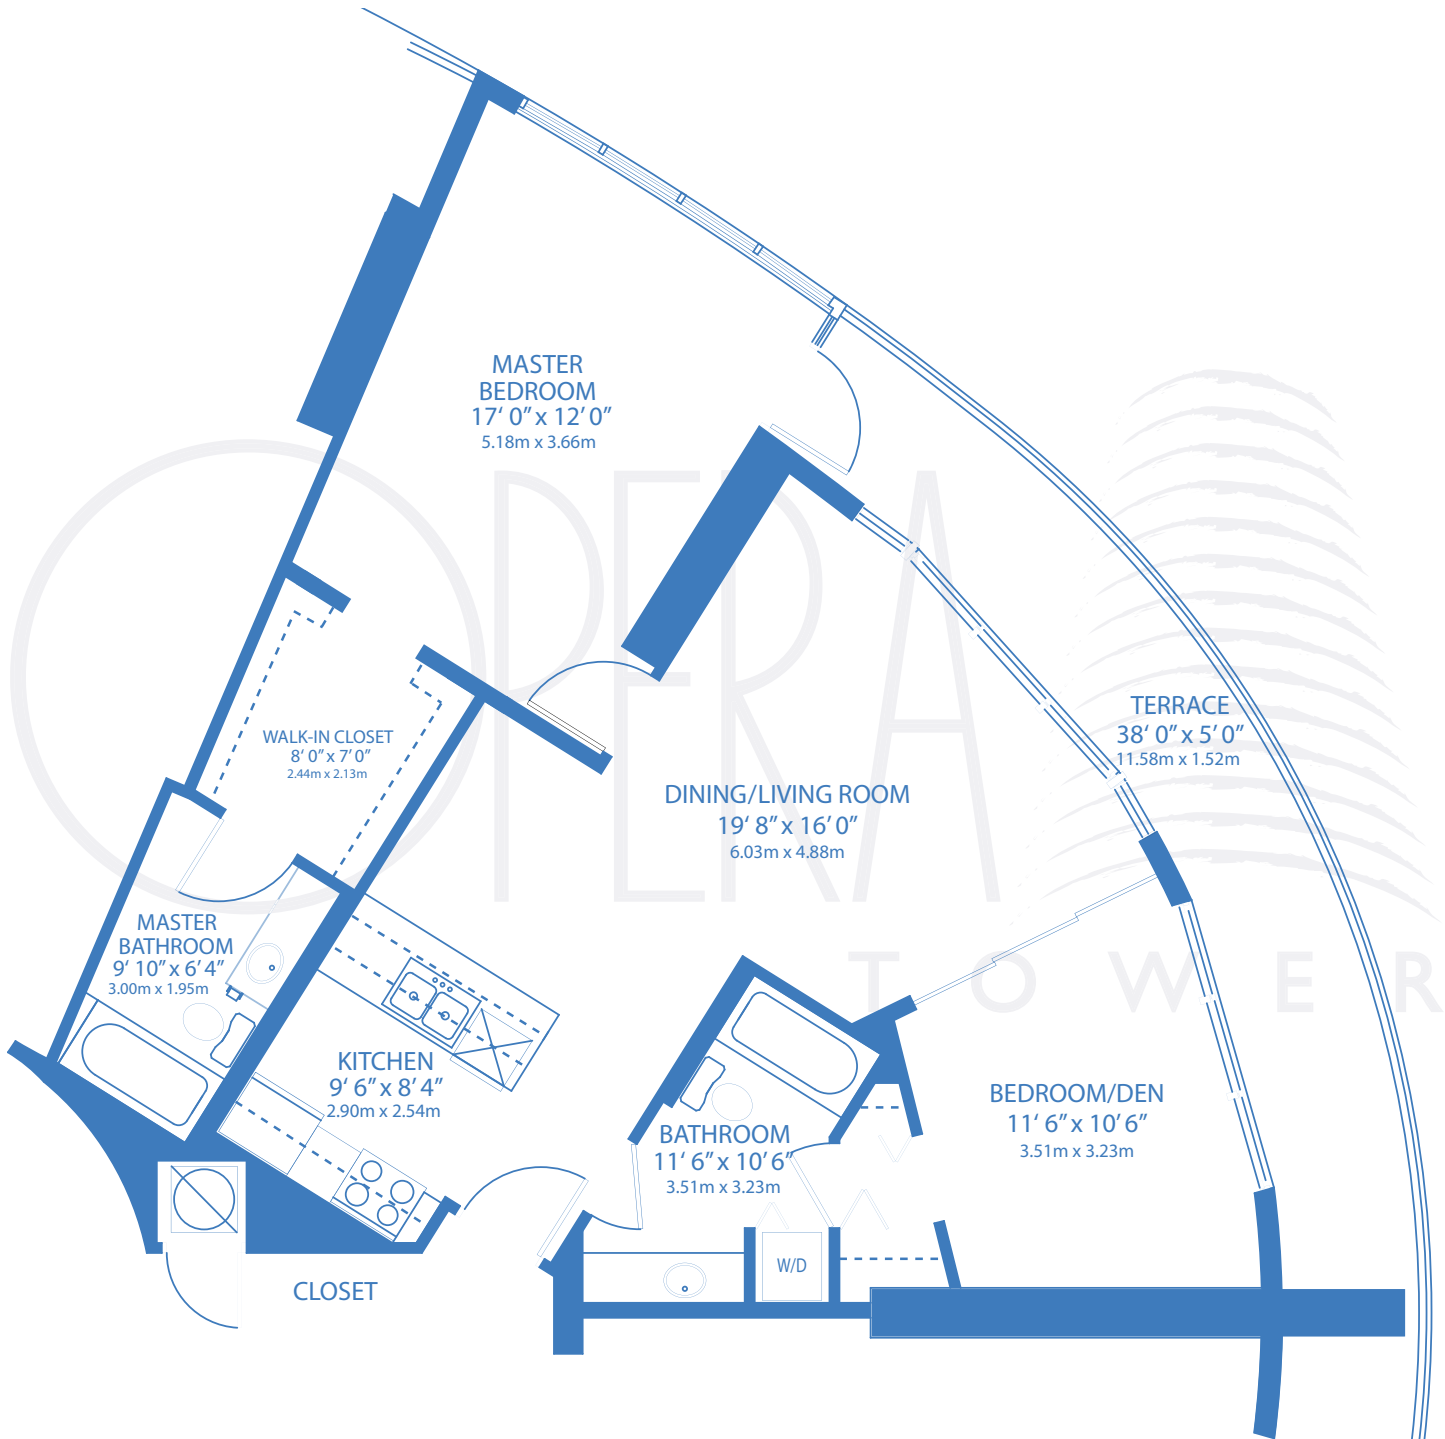 MASTER
BEDROOM
17' 0" x 12' 0"
5.18m x 3.66m
OPERA
TOWER
WALK-IN CLOSET
8' 0" x 7' 0"
2.44m x 2.13m
TERRACE
38' 0" x 5' 0"
11.58m x 1.52m
DINING/LIVING ROOM
19' 8" x 16' 0"
6.03m x 4.88m
MASTER
BATHROOM
9' 10" x 6' 4"
3.00m x 1.95m
KITCHEN
9' 6" x 8' 4"
2.90m x 2.54m
BEDROOM/DEN
11' 6" x 10' 6"
3.51m x 3.23m
BATHROOM
11' 6" x 10' 6"
3.51m x 3.23m
W/D
CLOSET